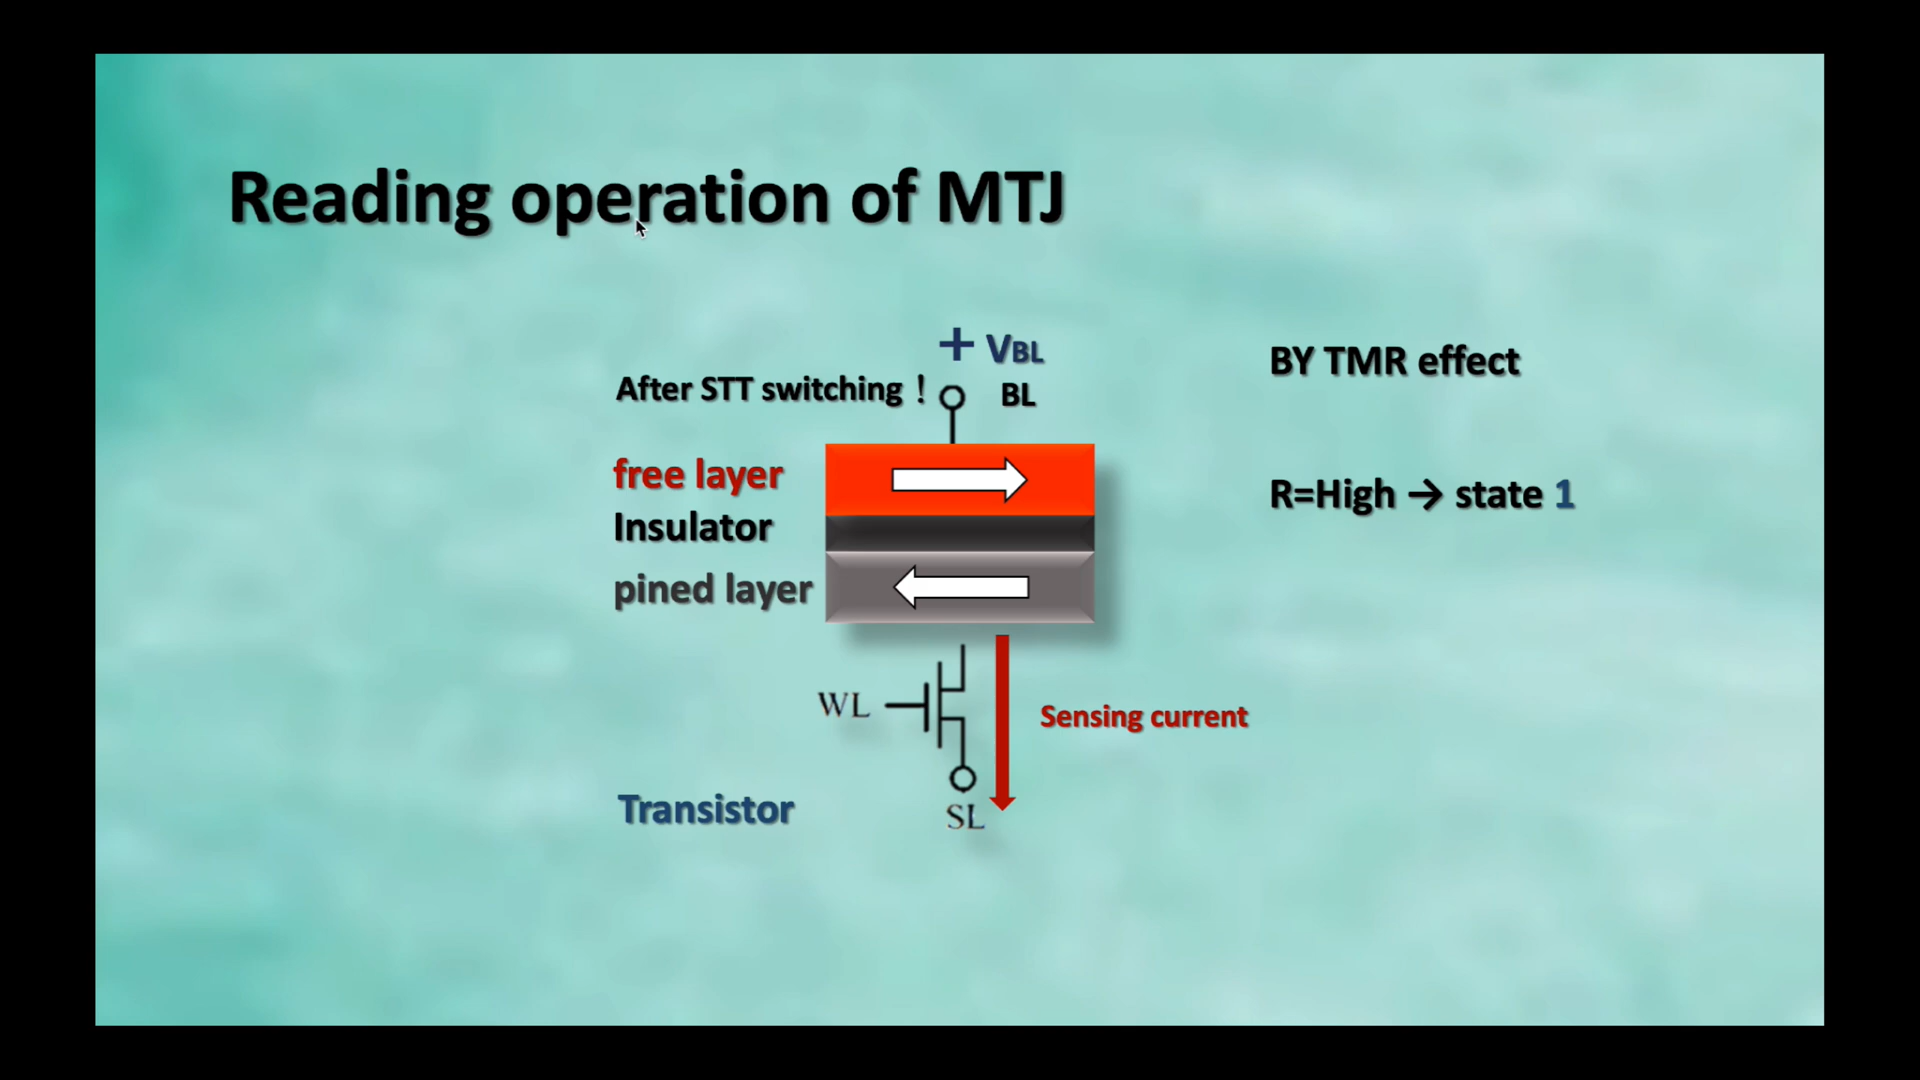 Reading operation of MTJ
+ VBL
After STT switching !
BL
BY TMR effect
free layer
Insulator
pined layer
R=High → state 1
WL
Sensing current
Transistor
SL